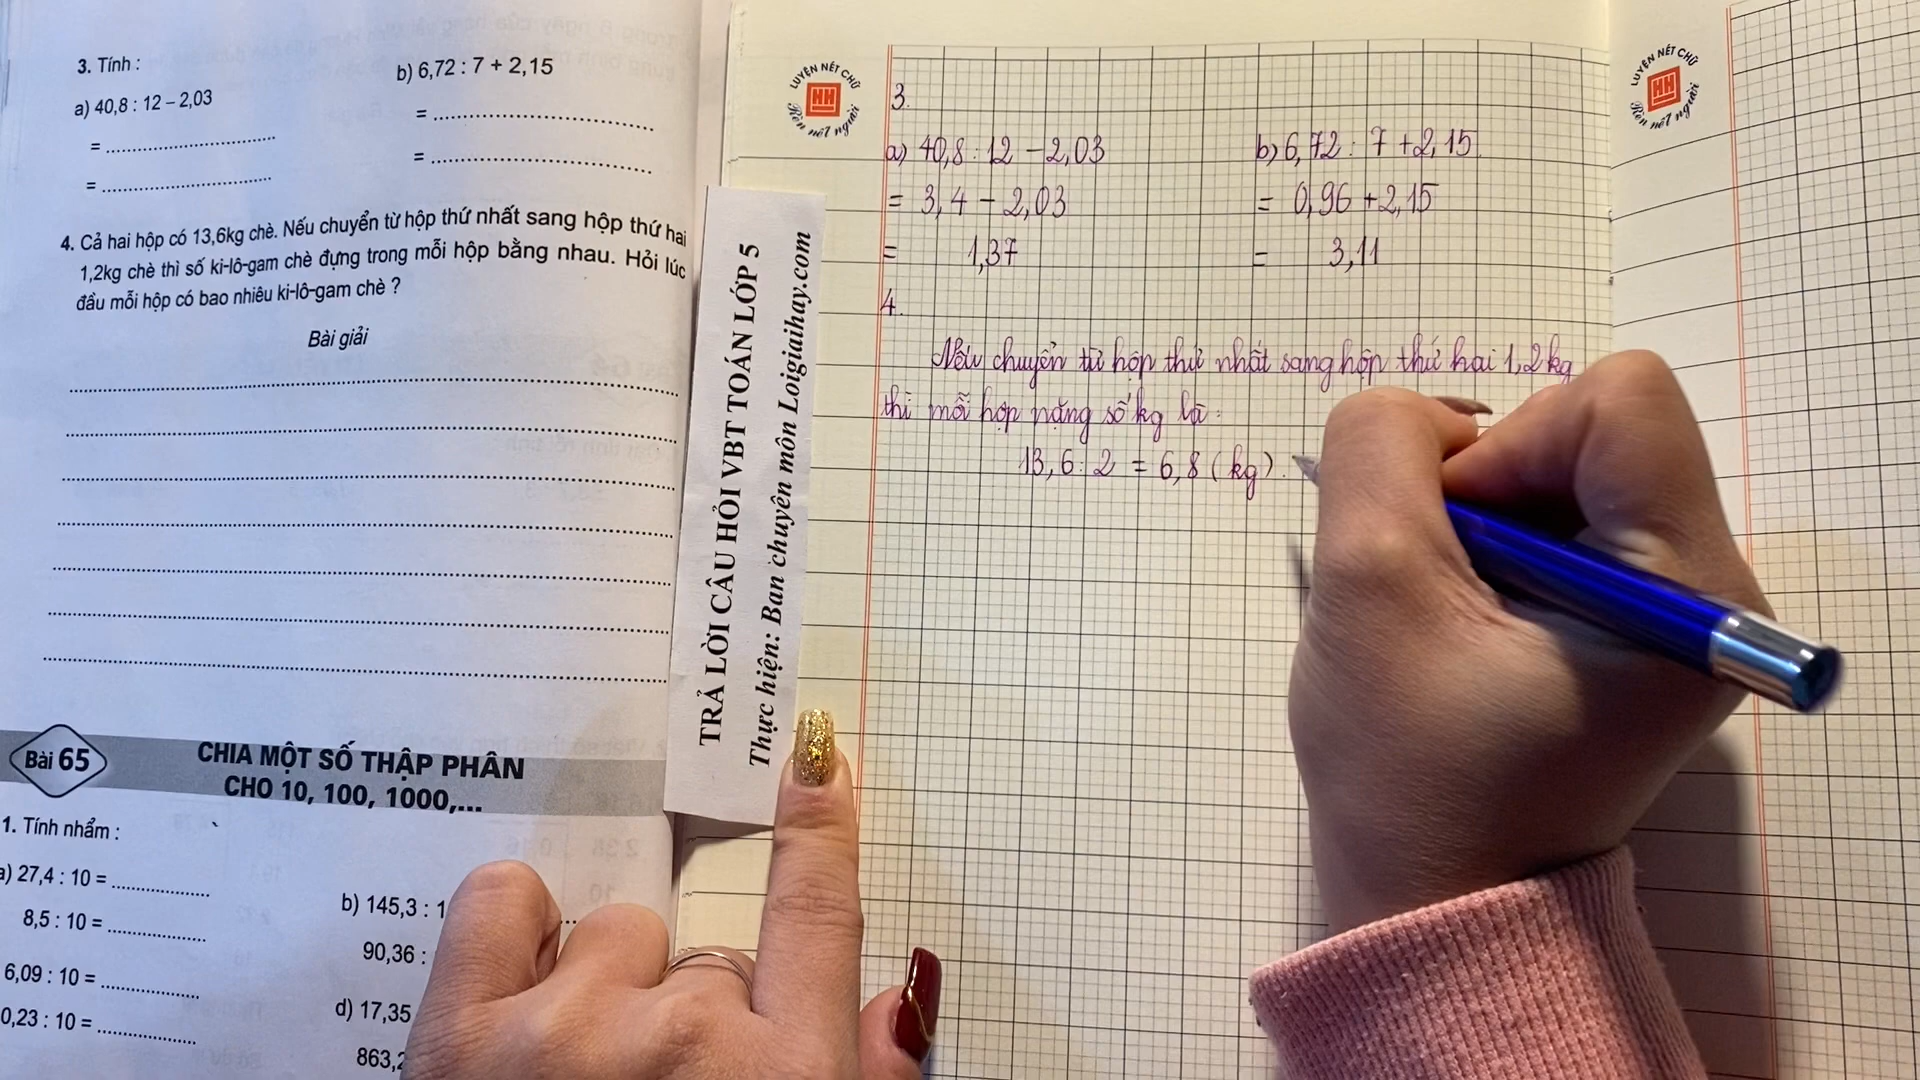 3. Tính :
a) 40,8 : 12 – 2,03
b) 6,72 : 7 + 2,15
= ........
= ........
= ........
= ........
4. Cả hai hộp có 13,6kg chè. Nếu chuyển từ hộp thứ nhất sang hộp thứ hai
1,2kg chè thì số ki-lô-gam chè đựng trong mỗi hộp bằng nhau. Hỏi lúc
đầu mỗi hộp có bao nhiêu ki-lô-gam chè ?
Bài giải
Bài 65
CHIA MỘT SỐ THẬP PHÂN
CHO 10, 100, 1000,...
1. Tính nhẩm :
a) 27,4 : 10 = ........
8,5 : 10 = ........
6,09 : 10 = ........
0,23 : 10 = ........
b) 145,3 : 1
90,36 :
d) 17,35
863,2
TRẢ LỜI CÂU HỎI VBT TOÁN LỚP 5
Thực hiện: Ban chuyên môn Loigiaihay.com
LUYỆN NÉT CHỮ
HH
Rèn nết người
3.
a) 40,8 : 12 – 2,03
= 3,4 – 2,03
= 1,37
b) 6,72 : 7 + 2,15
= 0,96 + 2,15
= 3,11
4.
Nếu chuyển từ hộp thứ nhất sang hộp thứ hai 1,2kg
thì mỗi hộp nặng số kg là :
13,6 : 2 = 6,8 (kg).
LUYỆN NÉT CHỮ
HH
Rèn nết người